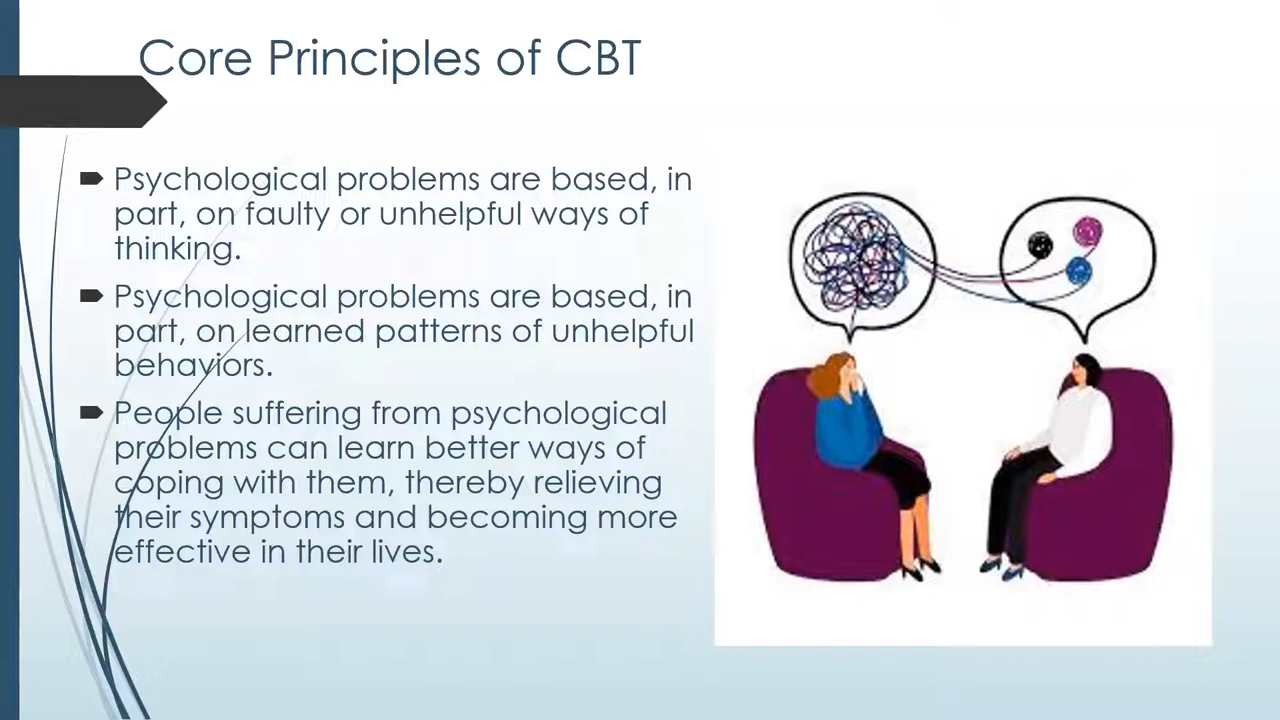 Core Principles of CBT
Psychological problems are based, in
part, on faulty or unhelpful ways of
thinking.
Psychological problems are based, in
part, on learned patterns of unhelpful
behaviors.
People suffering from psychological
problems can learn better ways of
coping with them, thereby relieving
their symptoms and becoming more
effective in their lives.